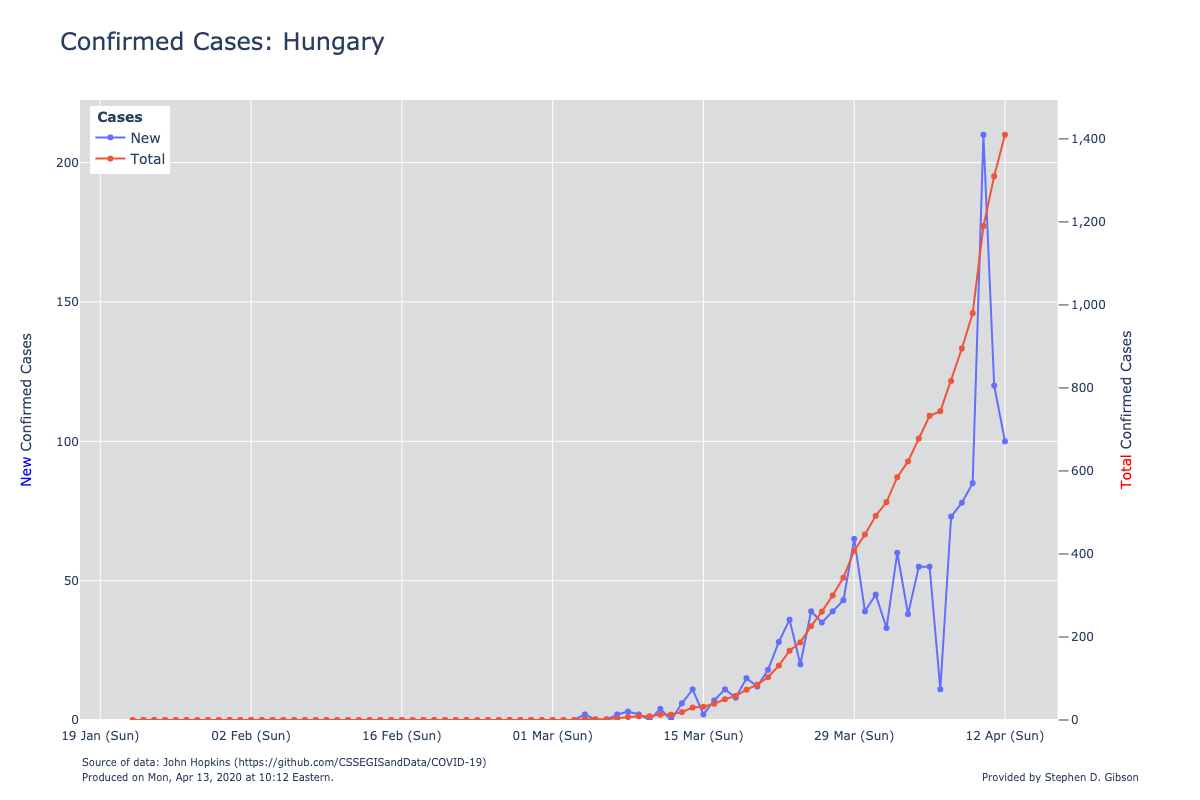 Confirmed Cases: Hungary
Cases
New
Total
200
150
100
50
0
1,400
1,200
1,000
800
600
400
200
0
New Confirmed Cases
Total Confirmed Cases
19 Jan (Sun) 02 Feb (Sun) 16 Feb (Sun) 01 Mar (Sun) 15 Mar (Sun) 29 Mar (Sun) 12 Apr (Sun)
Source of data: John Hopkins (https://github.com/CSSEGISandData/COVID-19)
Produced on Mon, Apr 13, 2020 at 10:12 Eastern.
Provided by Stephen D. Gibson